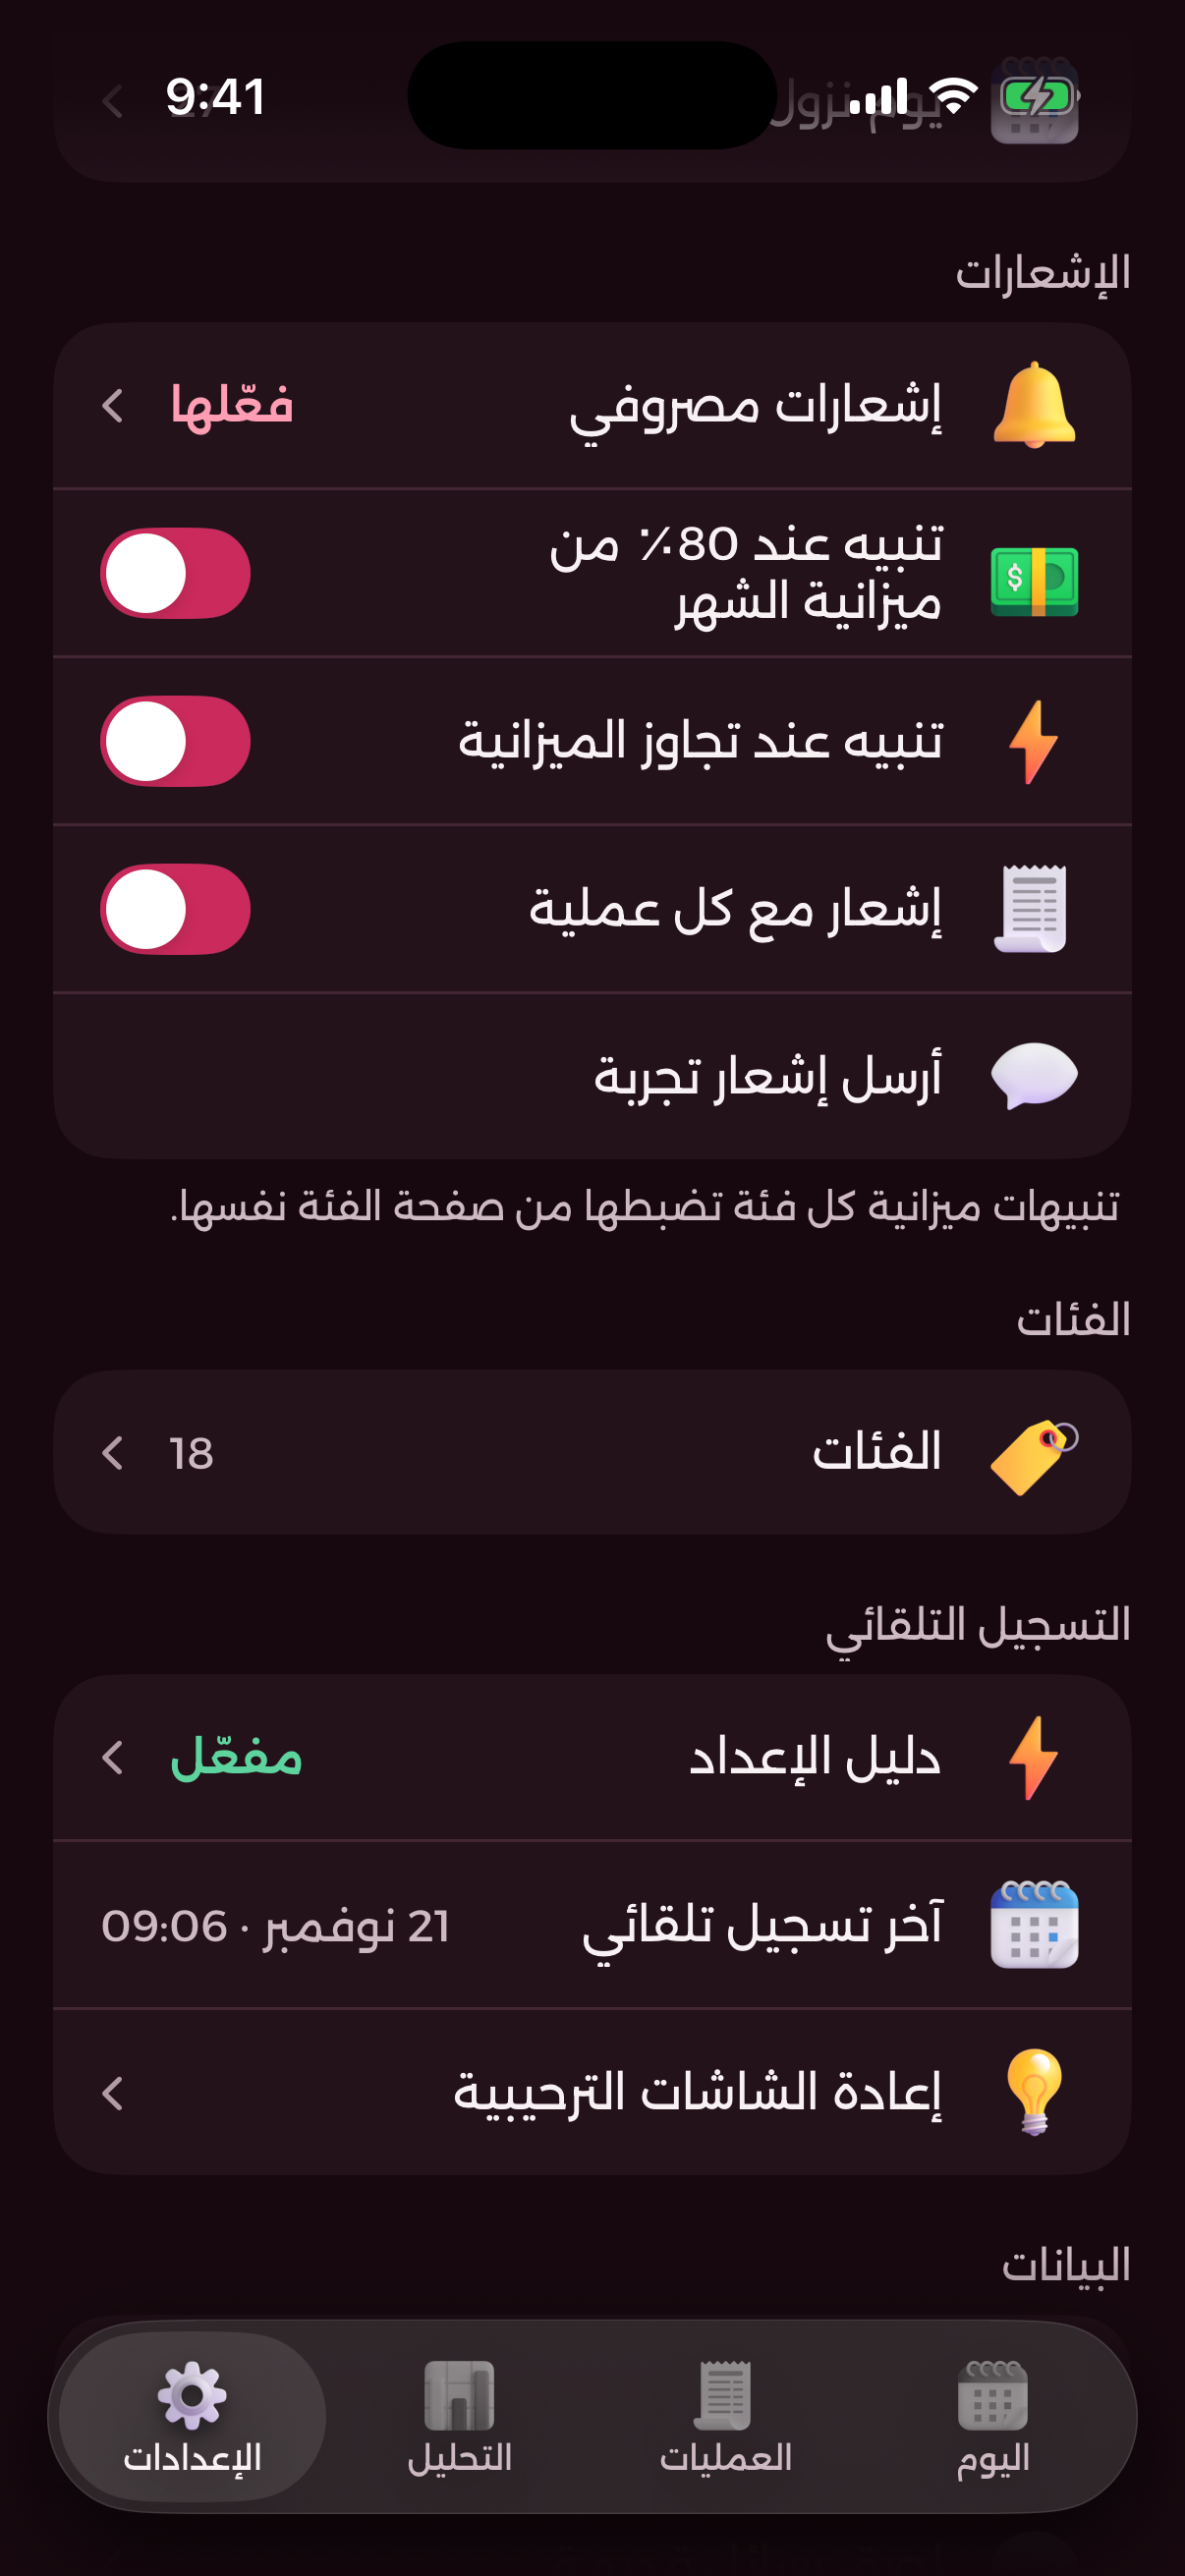 9:41
يوم نزول
الإشعارات
إشعارات مصروفي
فعّلها
تنبيه عند 80٪ من
ميزانية الشهر
تنبيه عند تجاوز الميزانية
إشعار مع كل عملية
أرسل إشعار تجربة
تنبيهات ميزانية كل فئة تضبطها من صفحة الفئة نفسها.
الفئات
الفئات
18
التسجيل التلقائي
دليل الإعداد
مفعّل
آخر تسجيل تلقائي
21 نوفمبر · 09:06
إعادة الشاشات الترحيبية
البيانات
اليوم
العمليات
التحليل
الإعدادات